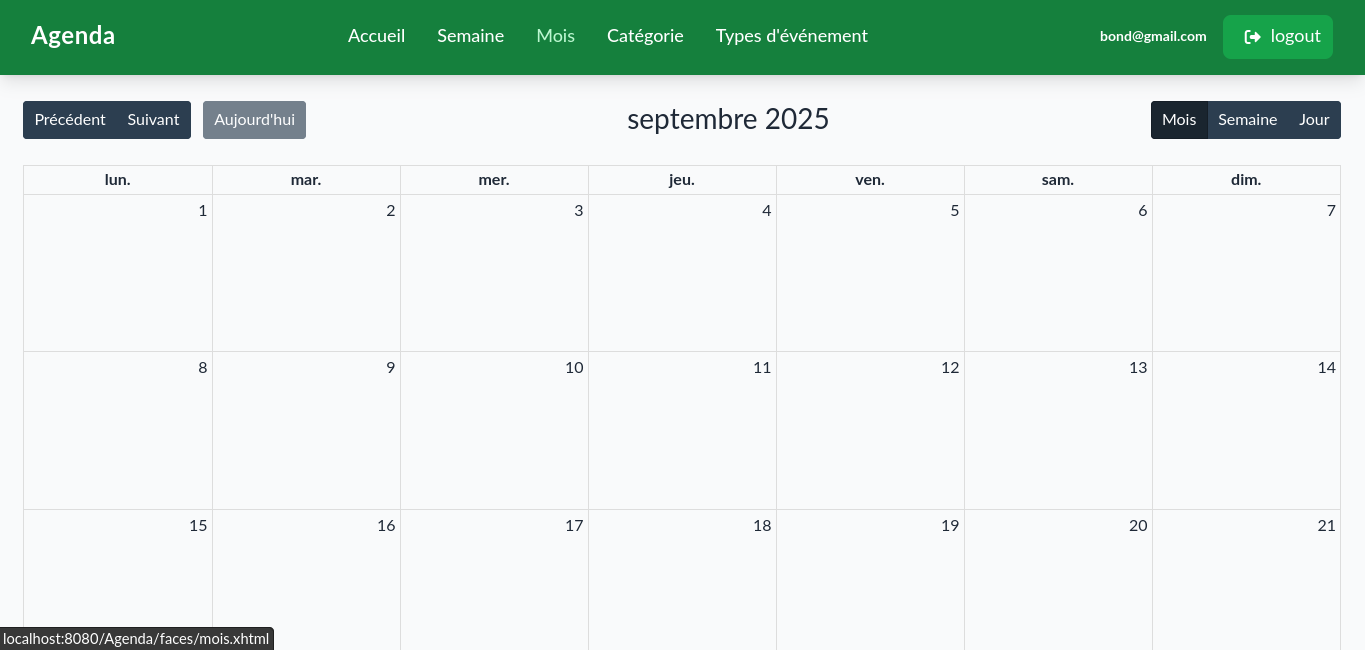 Agenda Accueil Semaine Mois Catégorie Types d'événement bond@gmail.com logout
Précédent Suivant Aujourd'hui septembre 2025 Mois Semaine Jour
lun. mar. mer. jeu. ven. sam. dim.
1 2 3 4 5 6 7
8 9 10 11 12 13 14
15 16 17 18 19 20 21
localhost:8080/Agenda/faces/mois.xhtml